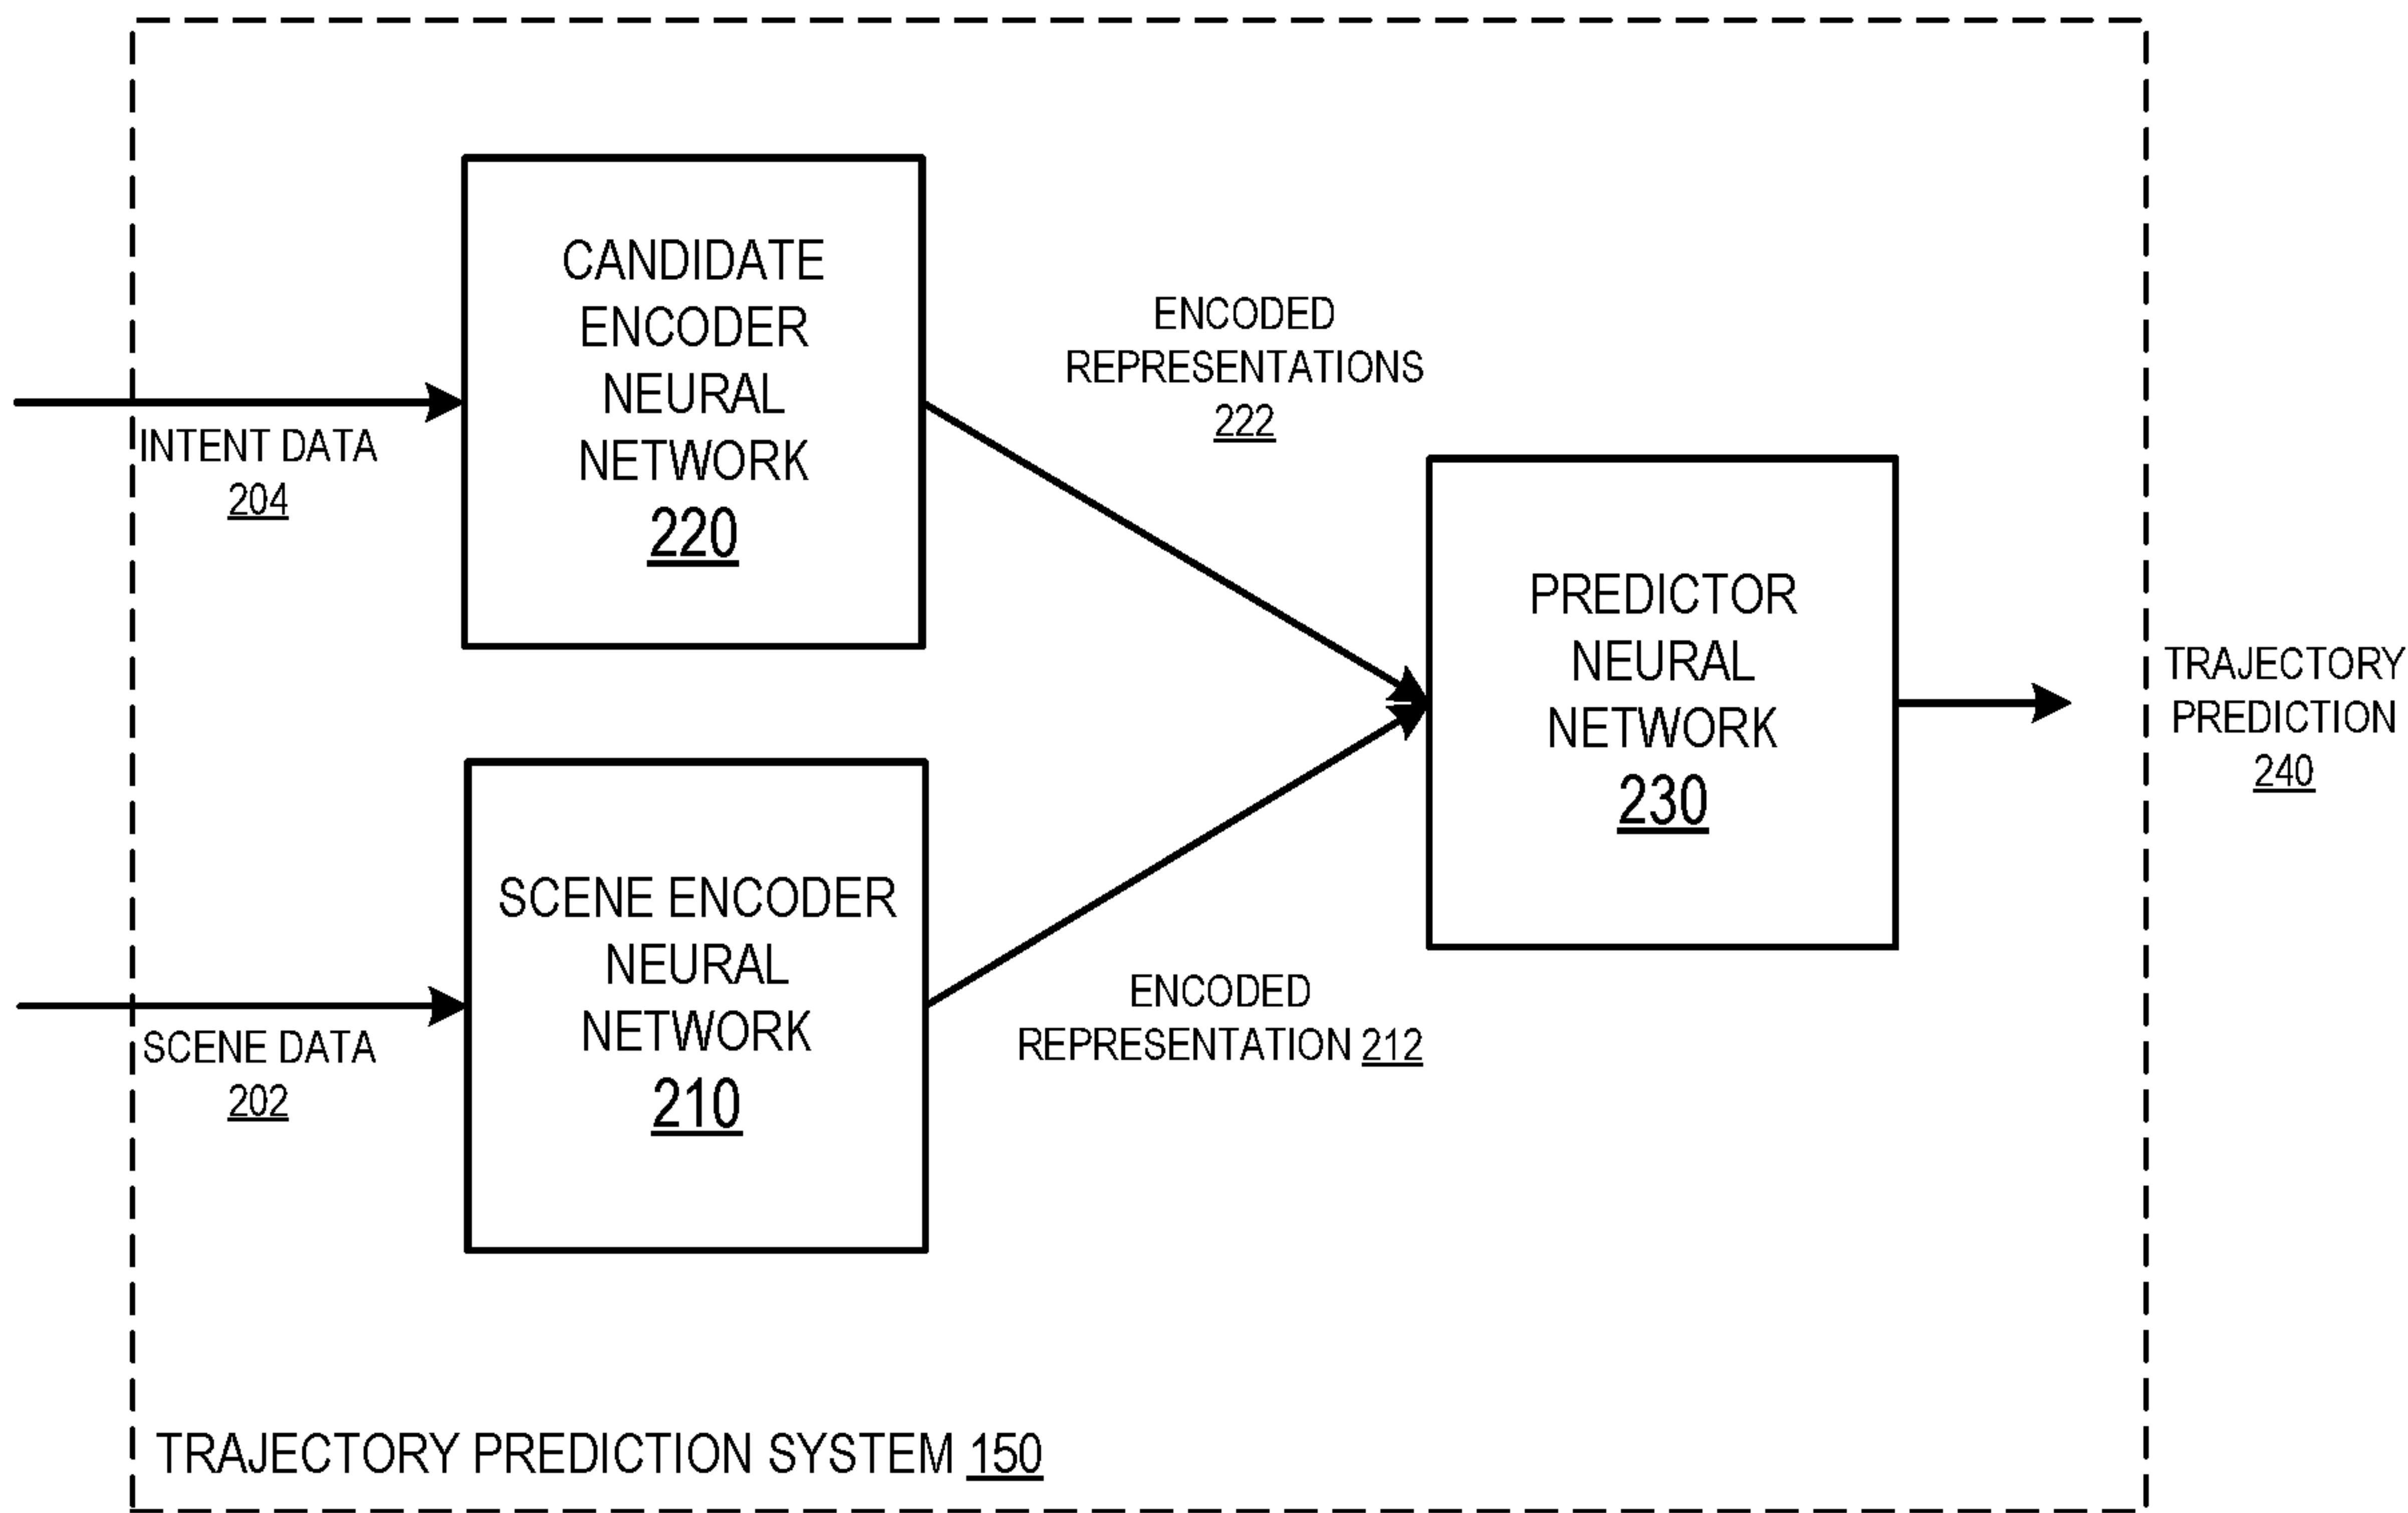 CANDIDATE
ENCODER
NEURAL
NETWORK
220
INTENT DATA
204
ENCODED
REPRESENTATIONS
222
PREDICTOR
NEURAL
NETWORK
230
TRAJECTORY
PREDICTION
240
SCENE ENCODER
NEURAL
NETWORK
210
SCENE DATA
202
ENCODED
REPRESENTATION 212
TRAJECTORY PREDICTION SYSTEM 150